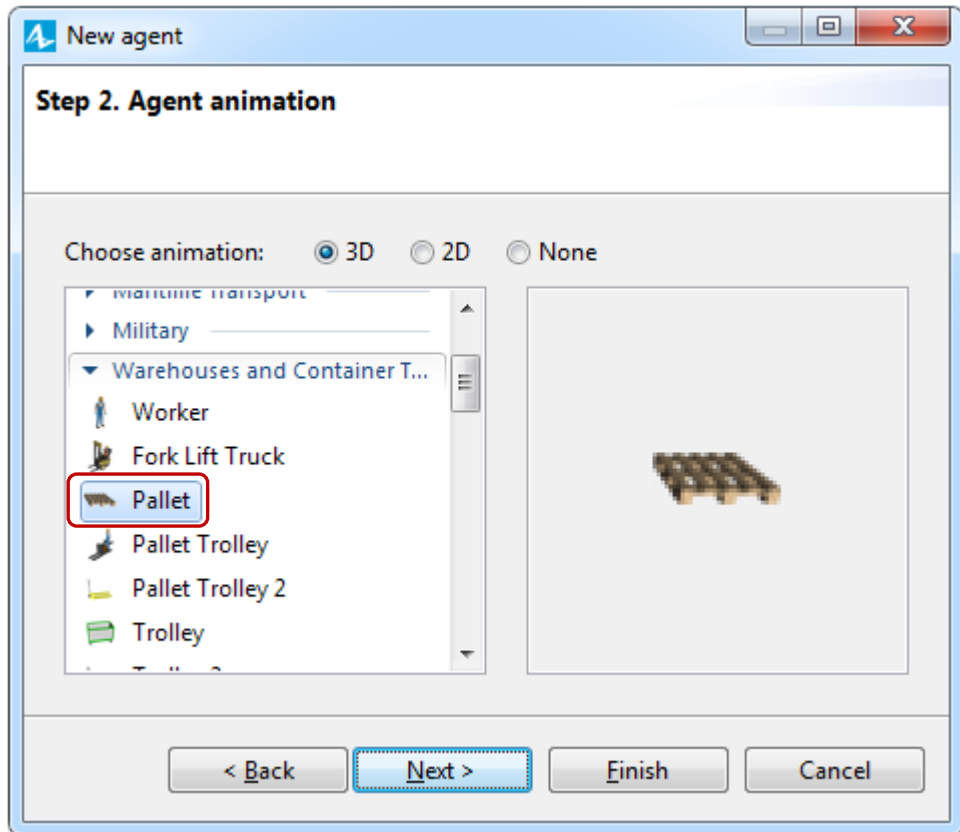 New agent
Step 2. Agent animation
Choose animation: 3D 2D None
Military
Warehouses and Container T...
Worker
Fork Lift Truck
Pallet
Pallet Trolley
Pallet Trolley 2
Trolley
< Back Next > Finish Cancel